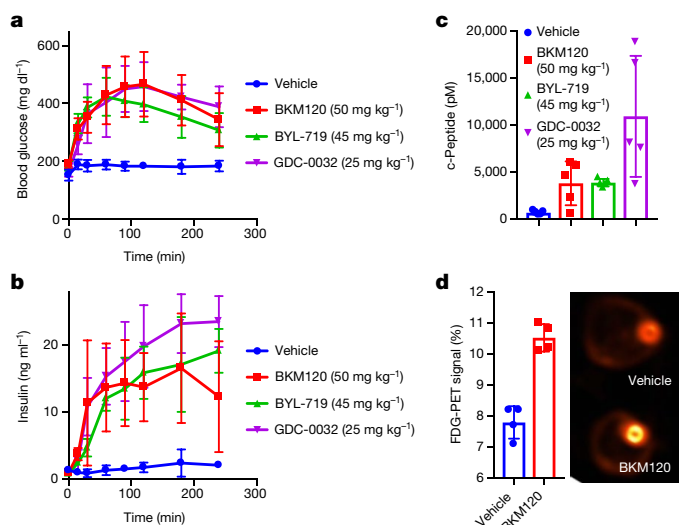 a
600
400
200
0
Blood glucose (mg dl⁻¹)
0 100 200 300
Time (min)
Vehicle
BKM120 (50 mg kg⁻¹)
BYL-719 (45 mg kg⁻¹)
GDC-0032 (25 mg kg⁻¹)
b
20
10
0
Insulin (ng ml⁻¹)
0 100 200 300
Time (min)
Vehicle
BKM120 (50 mg kg⁻¹)
BYL-719 (45 mg kg⁻¹)
GDC-0032 (25 mg kg⁻¹)
c
20,000
15,000
10,000
5,000
0
c-Peptide (pM)
Vehicle
BKM120
(50 mg kg⁻¹)
BYL-719
(45 mg kg⁻¹)
GDC-0032
(25 mg kg⁻¹)
d
12
11
10
9
8
7
6
FDG-PET signal (%)
Vehicle
BKM120
Vehicle
BKM120